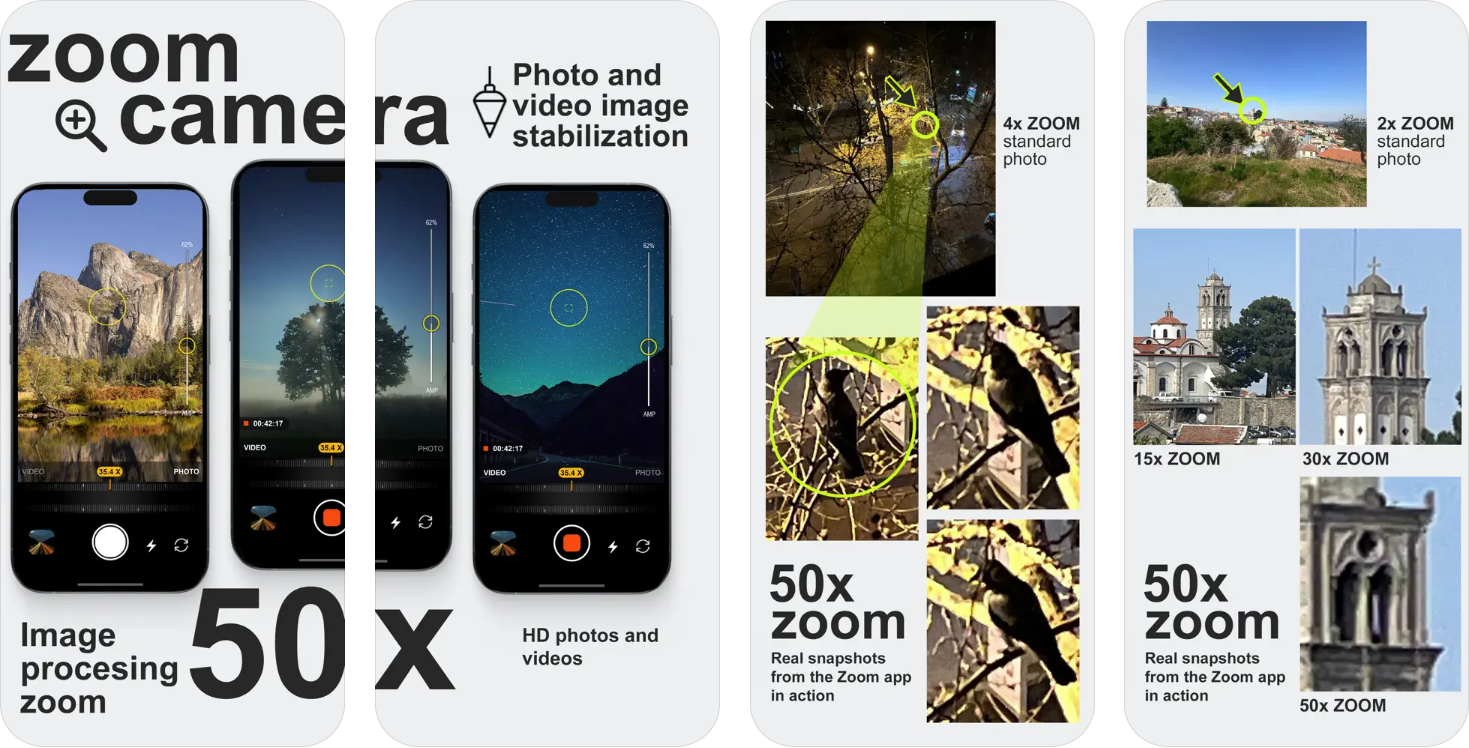 zoom
camera
62%
AMP
VIDEO
35.4 X
PHOTO
00:42:17
VIDEO
35.4 X
62%
AMP
PHOTO
Image
procesing
zoom
50x
Photo and
video image
stabilization
62%
AMP
00:42:17
VIDEO
35.4 X
PHOTO
HD photos and
videos
4x ZOOM
standard
photo
50x
zoom
Real snapshots
from the Zoom app
in action
2x ZOOM
standard
photo
15x ZOOM
30x ZOOM
50x
zoom
Real snapshots
from the Zoom app
in action
50x ZOOM